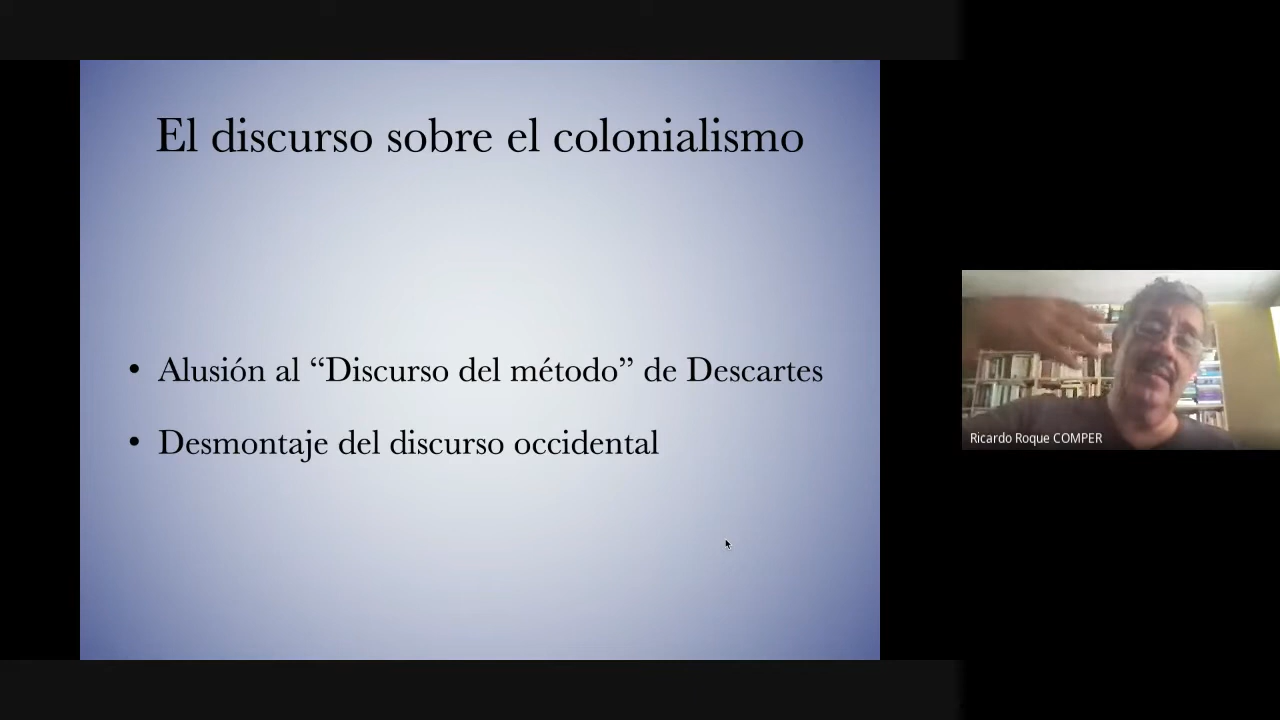 El discurso sobre el colonialismo
• Alusión al “Discurso del método” de Descartes
• Desmontaje del discurso occidental
Ricardo Roque COMPER